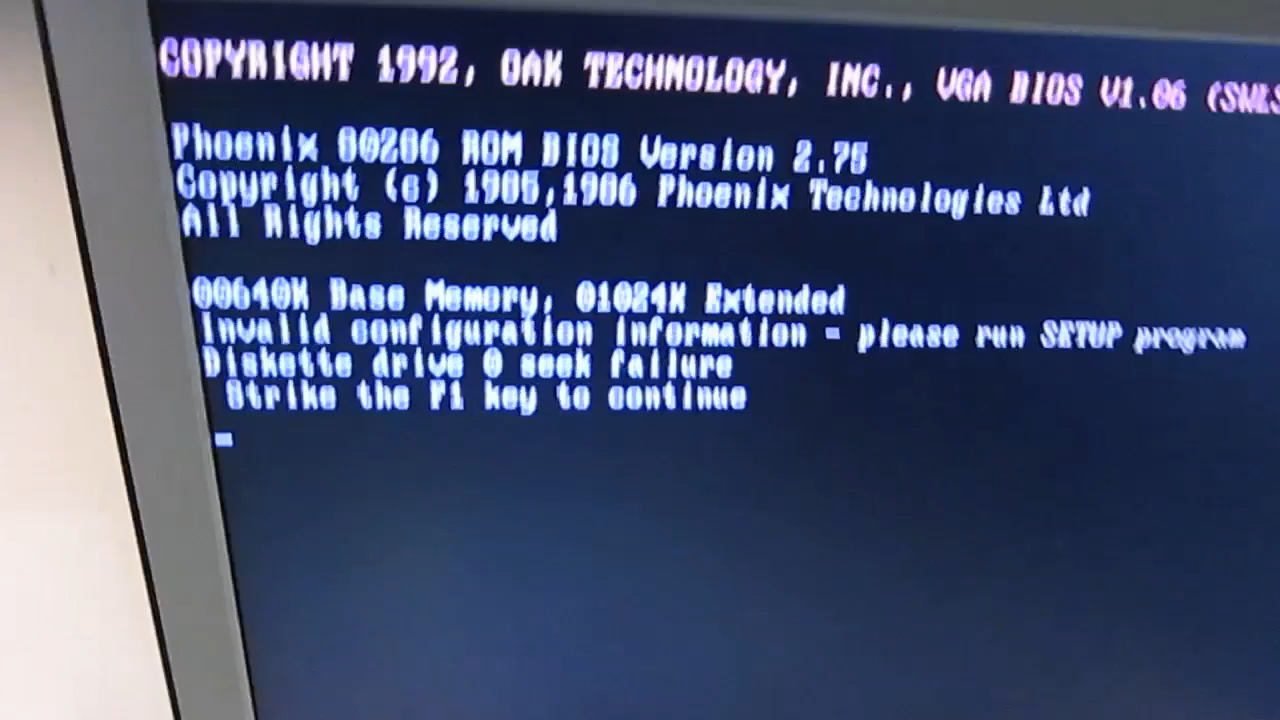 COPYRIGHT 1992, OAK TECHNOLOGY, INC., VGA BIOS V1.06
Phoenix 80286 ROM BIOS Version 2.75
Copyright (c) 1985,1986 Phoenix Technologies Ltd
All Rights Reserved
00640K Base Memory, 01024K Extended
Invalid configuration information - please run SETUP program
Diskette drive 0 seek failure
Strike the F1 key to continue